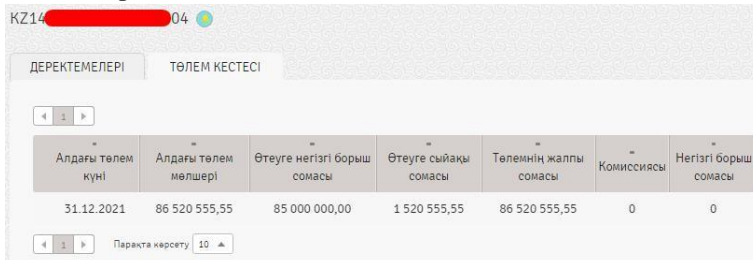 KZ14 04
ДЕРЕКТЕМЕЛЕРІ ТӨЛЕМ КЕСТЕСІ
1
Алдағы төлем күні Алдағы төлем мөлшері Өтеуге негізгі борыш сомасы Өтеуге сыйақы сомасы Төлемнің жалпы сомасы Комиссиясы Негізгі борыш сомасы
31.12.2021 86 520 555,55 85 000 000,00 1 520 555,55 86 520 555,55 0 0
1 Парақта көрсету 10